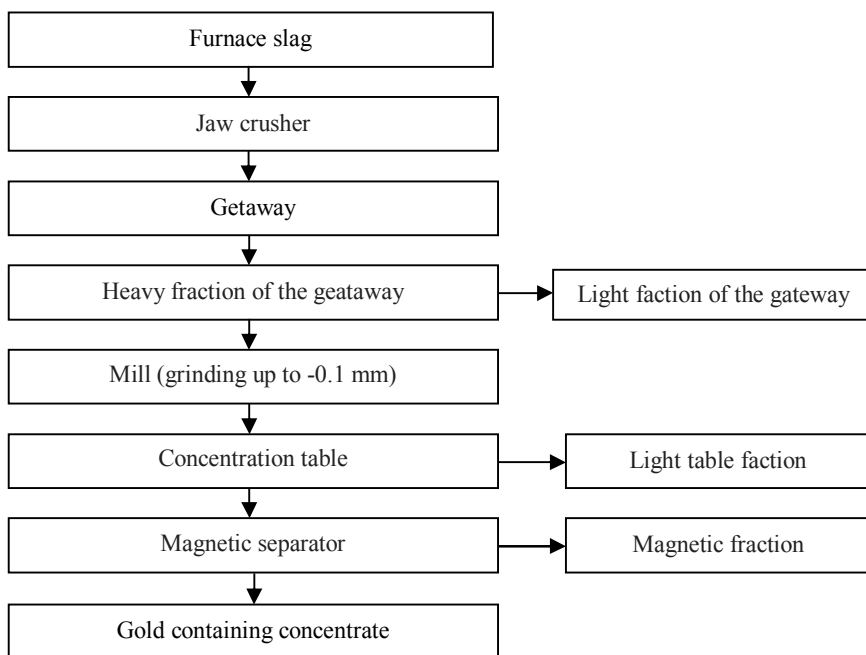 Furnace slag
Jaw crusher
Getaway
Heavy fraction of the geataway
Light faction of the gateway
Mill (grinding up to -0.1 mm)
Concentration table
Light table faction
Magnetic separator
Magnetic fraction
Gold containing concentrate